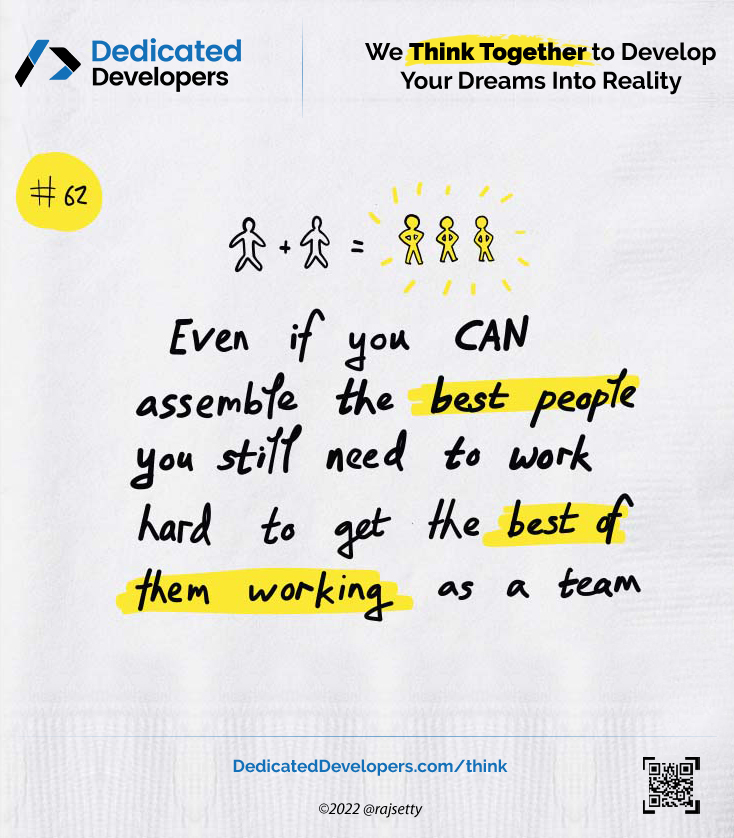 Dedicated
Developers
We Think Together to Develop
Your Dreams Into Reality
#62
+ =
Even if you CAN
assemble the best people
you still need to work
hard to get the best of
them working as a team
DedicatedDevelopers.com/think
©2022 @rajsetty